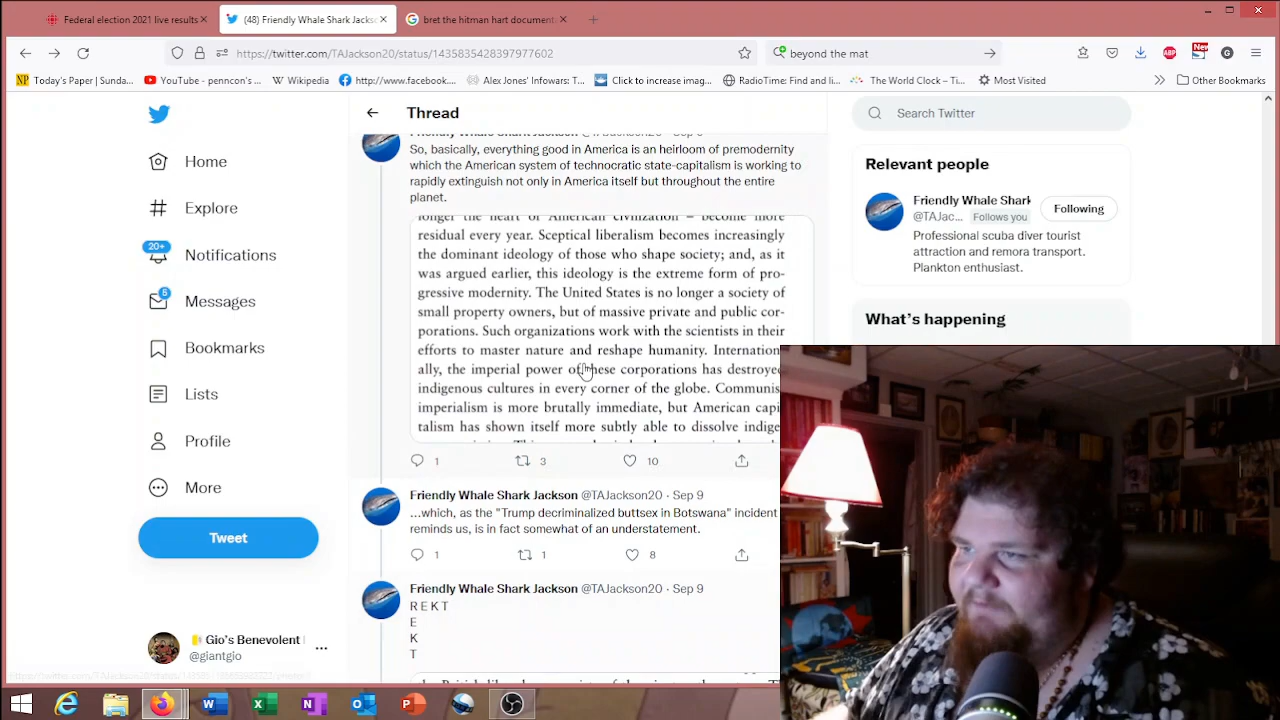 Federal election 2021 live results
(48) Friendly Whale Shark Jackso
bret the hitman hart document
https://twitter.com/TAJackson20/status/1435835428397977602
beyond the mat
ABP
New
G
Today's Paper | Sunda...
YouTube - penncon's...
Wikipedia
http://www.facebook....
Alex Jones' Infowars: T...
Click to increase imag...
RadioTime: Find and li...
The World Clock – Ti...
Most Visited
Other Bookmarks
Home
Explore
20+
Notifications
6
Messages
Bookmarks
Lists
Profile
More
Tweet
Gio's Benevolent
@giantgio
Thread
Friendly Whale Shark Jackson @TAJackson20 · Sep 9
So, basically, everything good in America is an heirloom of premodernity
which the American system of technocratic state-capitalism is working to
rapidly extinguish not only in America itself but throughout the entire
planet.
longer the heart of American civilization – become more
residual every year. Sceptical liberalism becomes increasingly
the dominant ideology of those who shape society; and, as it
was argued earlier, this ideology is the extreme form of pro-
gressive modernity. The United States is no longer a society of
small property owners, but of massive private and public cor-
porations. Such organizations work with the scientists in their
efforts to master nature and reshape humanity. Internation
ally, the imperial power of these corporations has destroyed
indigenous cultures in every corner of the globe. Communis
imperialism is more brutally immediate, but American capi
talism has shown itself more subtly able to dissolve indige
1
3
10
Friendly Whale Shark Jackson @TAJackson20 · Sep 9
...which, as the "Trump decriminalized buttsex in Botswana" incident
reminds us, is in fact somewhat of an understatement.
1
1
8
Friendly Whale Shark Jackson @TAJackson20 · Sep 9
R E K T
E
K
T
Search Twitter
Relevant people
Friendly Whale Shark
@TAJac... Follows you
Following
Professional scuba diver tourist
attraction and remora transport.
Plankton enthusiast.
What's happening